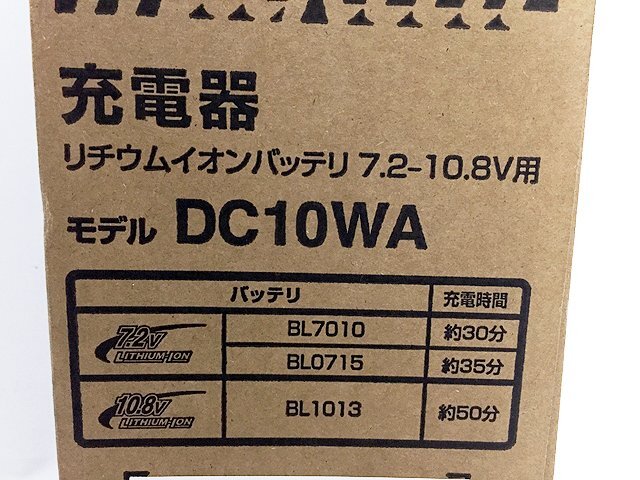 充電器
リチウムイオンバッテリ 7.2-10.8V用
モデル DC10WA
バッテリ 充電時間
7.2V LITHIUM-ION BL7010 約30分
BL0715 約35分
10.8V LITHIUM-ION BL1013 約50分